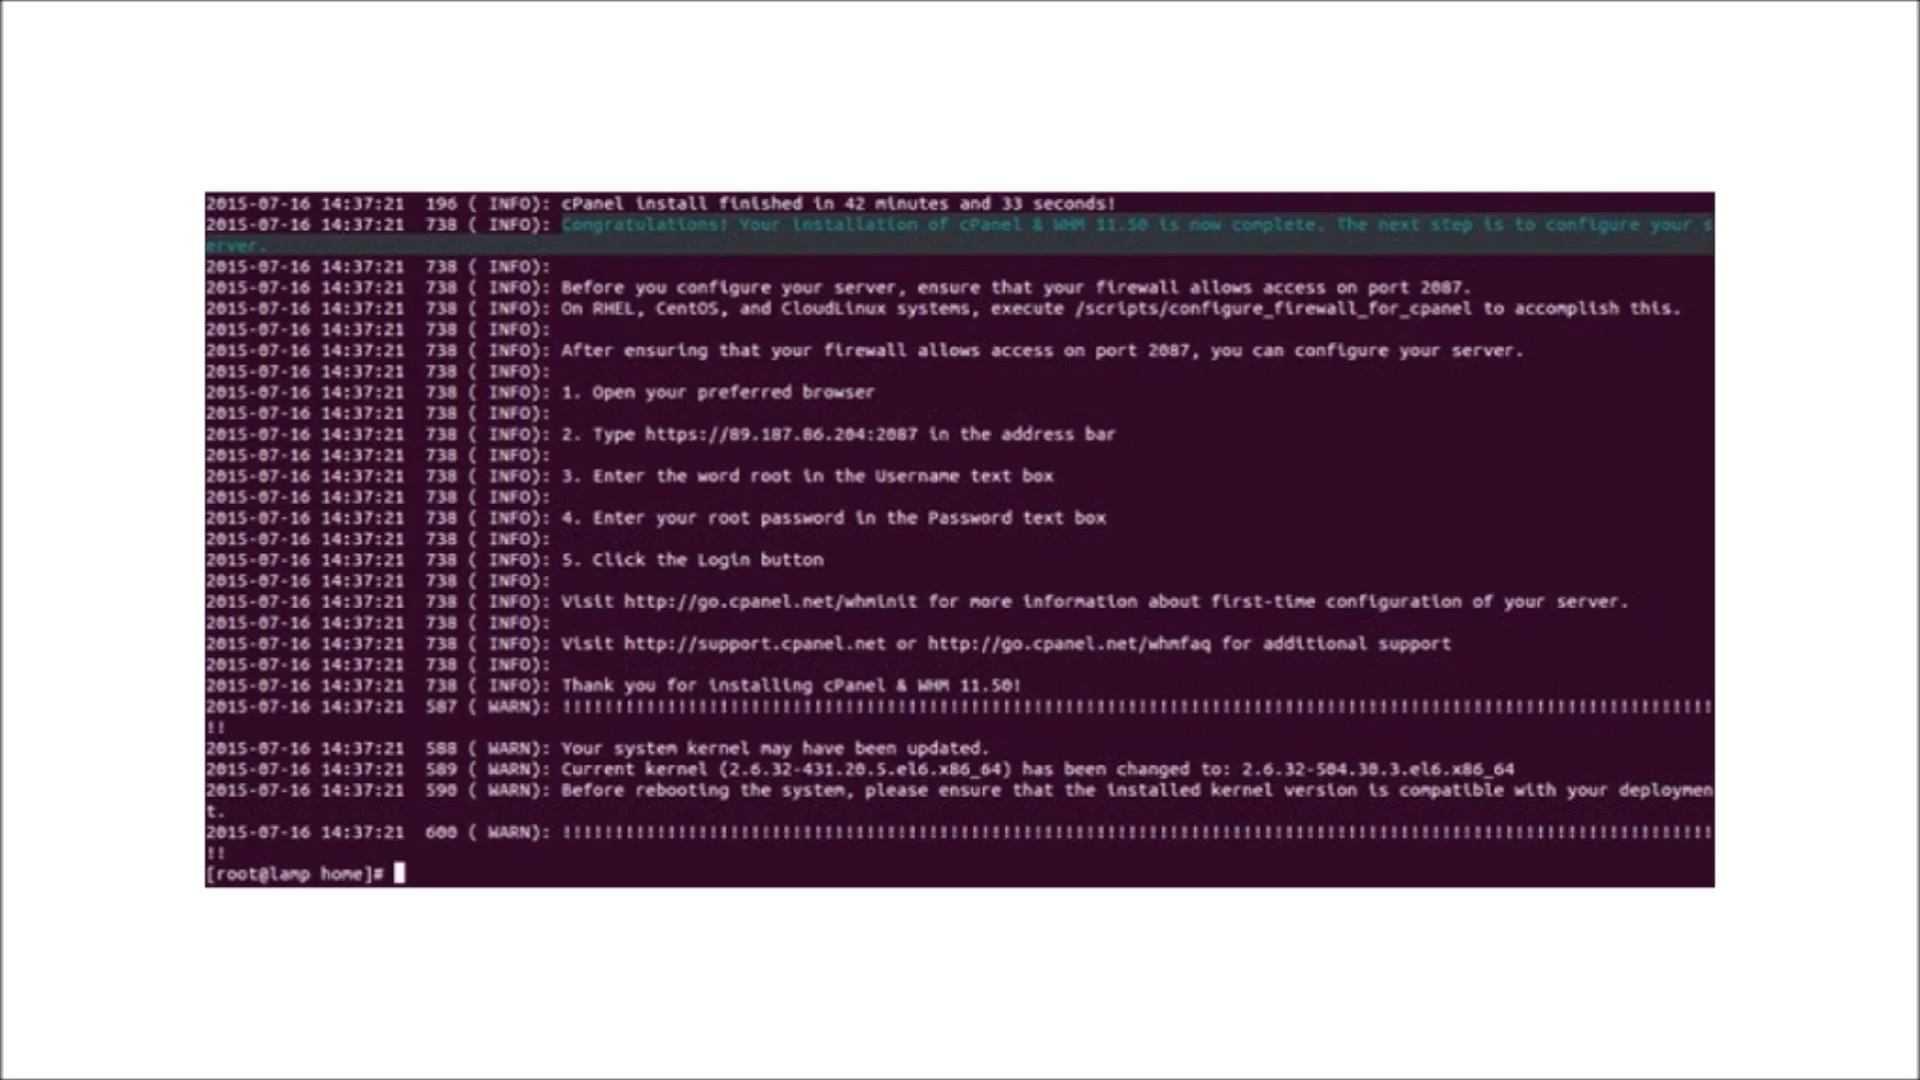 2015-07-16 14:37:21  196 ( INFO): cPanel install finished in 42 minutes and 33 seconds!
2015-07-16 14:37:21  738 ( INFO): Congratulations! Your installation of cPanel & WHM 11.50 is now complete. The next step is to configure your s
erver.
2015-07-16 14:37:21  738 ( INFO):
2015-07-16 14:37:21  738 ( INFO): Before you configure your server, ensure that your firewall allows access on port 2087.
2015-07-16 14:37:21  738 ( INFO): On RHEL, CentOS, and CloudLinux systems, execute /scripts/configure_firewall_for_cpanel to accomplish this.
2015-07-16 14:37:21  738 ( INFO):
2015-07-16 14:37:21  738 ( INFO): After ensuring that your firewall allows access on port 2087, you can configure your server.
2015-07-16 14:37:21  738 ( INFO):
2015-07-16 14:37:21  738 ( INFO): 1. Open your preferred browser
2015-07-16 14:37:21  738 ( INFO):
2015-07-16 14:37:21  738 ( INFO): 2. Type https://89.187.86.204:2087 in the address bar
2015-07-16 14:37:21  738 ( INFO):
2015-07-16 14:37:21  738 ( INFO): 3. Enter the word root in the Username text box
2015-07-16 14:37:21  738 ( INFO):
2015-07-16 14:37:21  738 ( INFO): 4. Enter your root password in the Password text box
2015-07-16 14:37:21  738 ( INFO):
2015-07-16 14:37:21  738 ( INFO): 5. Click the Login button
2015-07-16 14:37:21  738 ( INFO):
2015-07-16 14:37:21  738 ( INFO): Visit http://go.cpanel.net/whminit for more information about first-time configuration of your server.
2015-07-16 14:37:21  738 ( INFO):
2015-07-16 14:37:21  738 ( INFO): Visit http://support.cpanel.net or http://go.cpanel.net/whmfaq for additional support
2015-07-16 14:37:21  738 ( INFO):
2015-07-16 14:37:21  738 ( INFO): Thank you for installing cPanel & WHM 11.50!
2015-07-16 14:37:21  587 ( WARN): !!!!!!!!!!!!!!!!!!!!!!!!!!!!!!!!!!!!!!!!!!!!!!!!!!!!!!!!!!!!!!!!!!!!!!!!!!!!!!!!!!!!!!!!!!!!!!!!!!!!!!!!!!!!!!
!!
2015-07-16 14:37:21  588 ( WARN): Your system kernel may have been updated.
2015-07-16 14:37:21  589 ( WARN): Current kernel (2.6.32-431.20.5.el6.x86_64) has been changed to: 2.6.32-504.30.3.el6.x86_64
2015-07-16 14:37:21  590 ( WARN): Before rebooting the system, please ensure that the installed kernel version is compatible with your deploymen
t.
2015-07-16 14:37:21  600 ( WARN): !!!!!!!!!!!!!!!!!!!!!!!!!!!!!!!!!!!!!!!!!!!!!!!!!!!!!!!!!!!!!!!!!!!!!!!!!!!!!!!!!!!!!!!!!!!!!!!!!!!!!!!!!!!!!!
!!
[root@lamp home]#